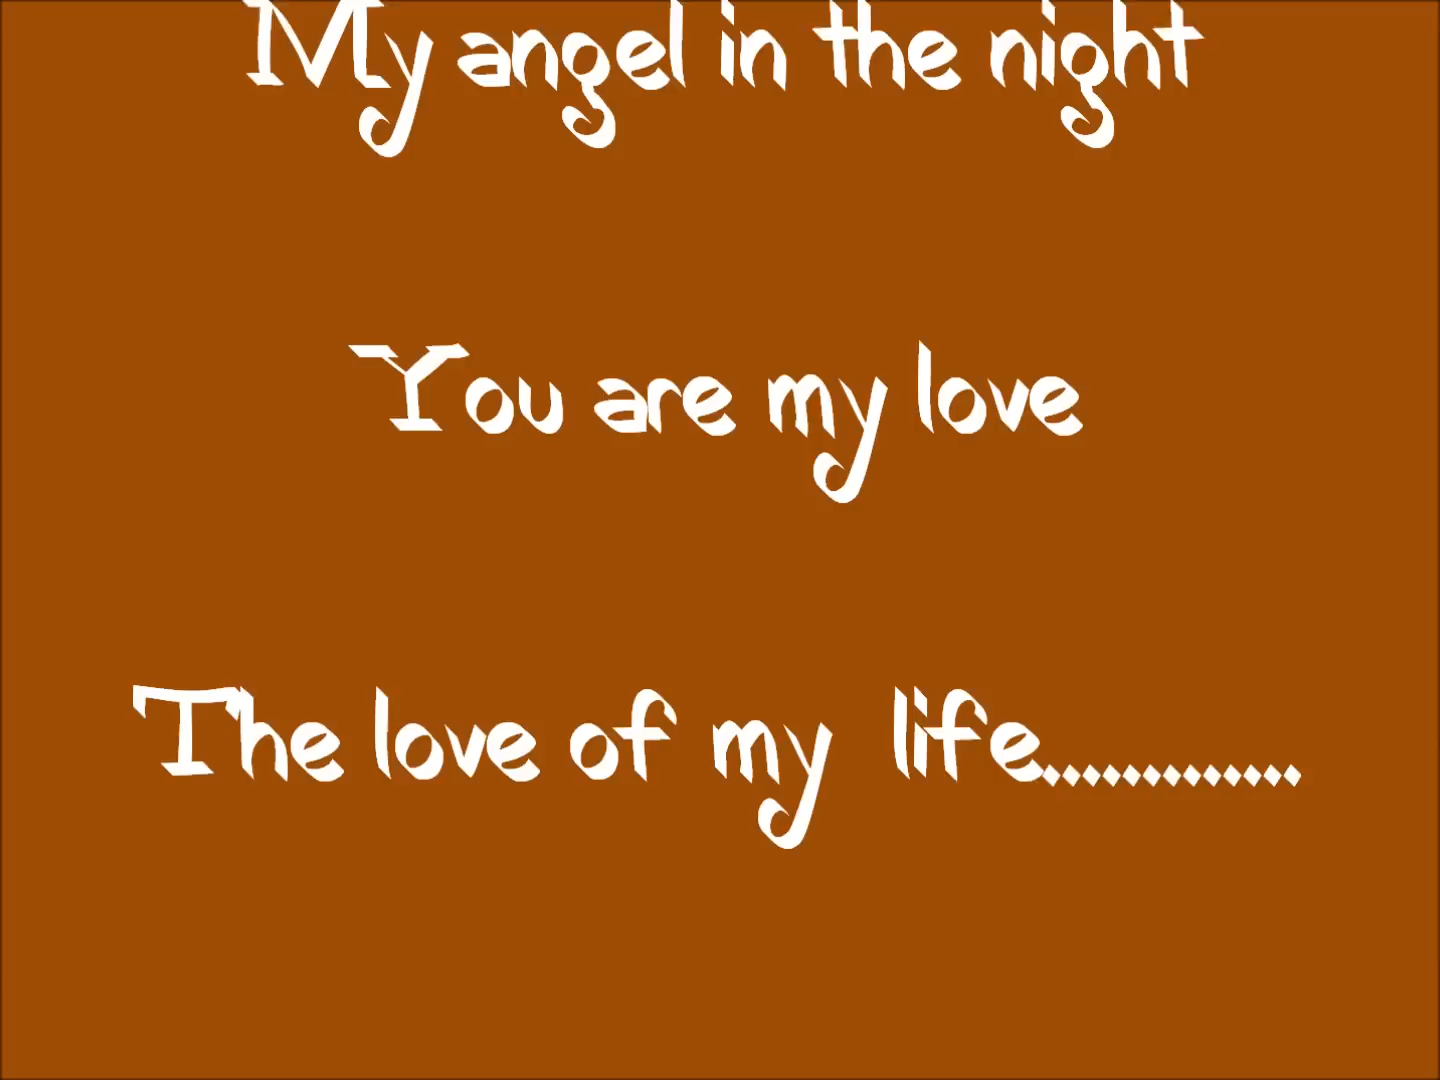 My angel in the night
You are my love
The love of my life.............